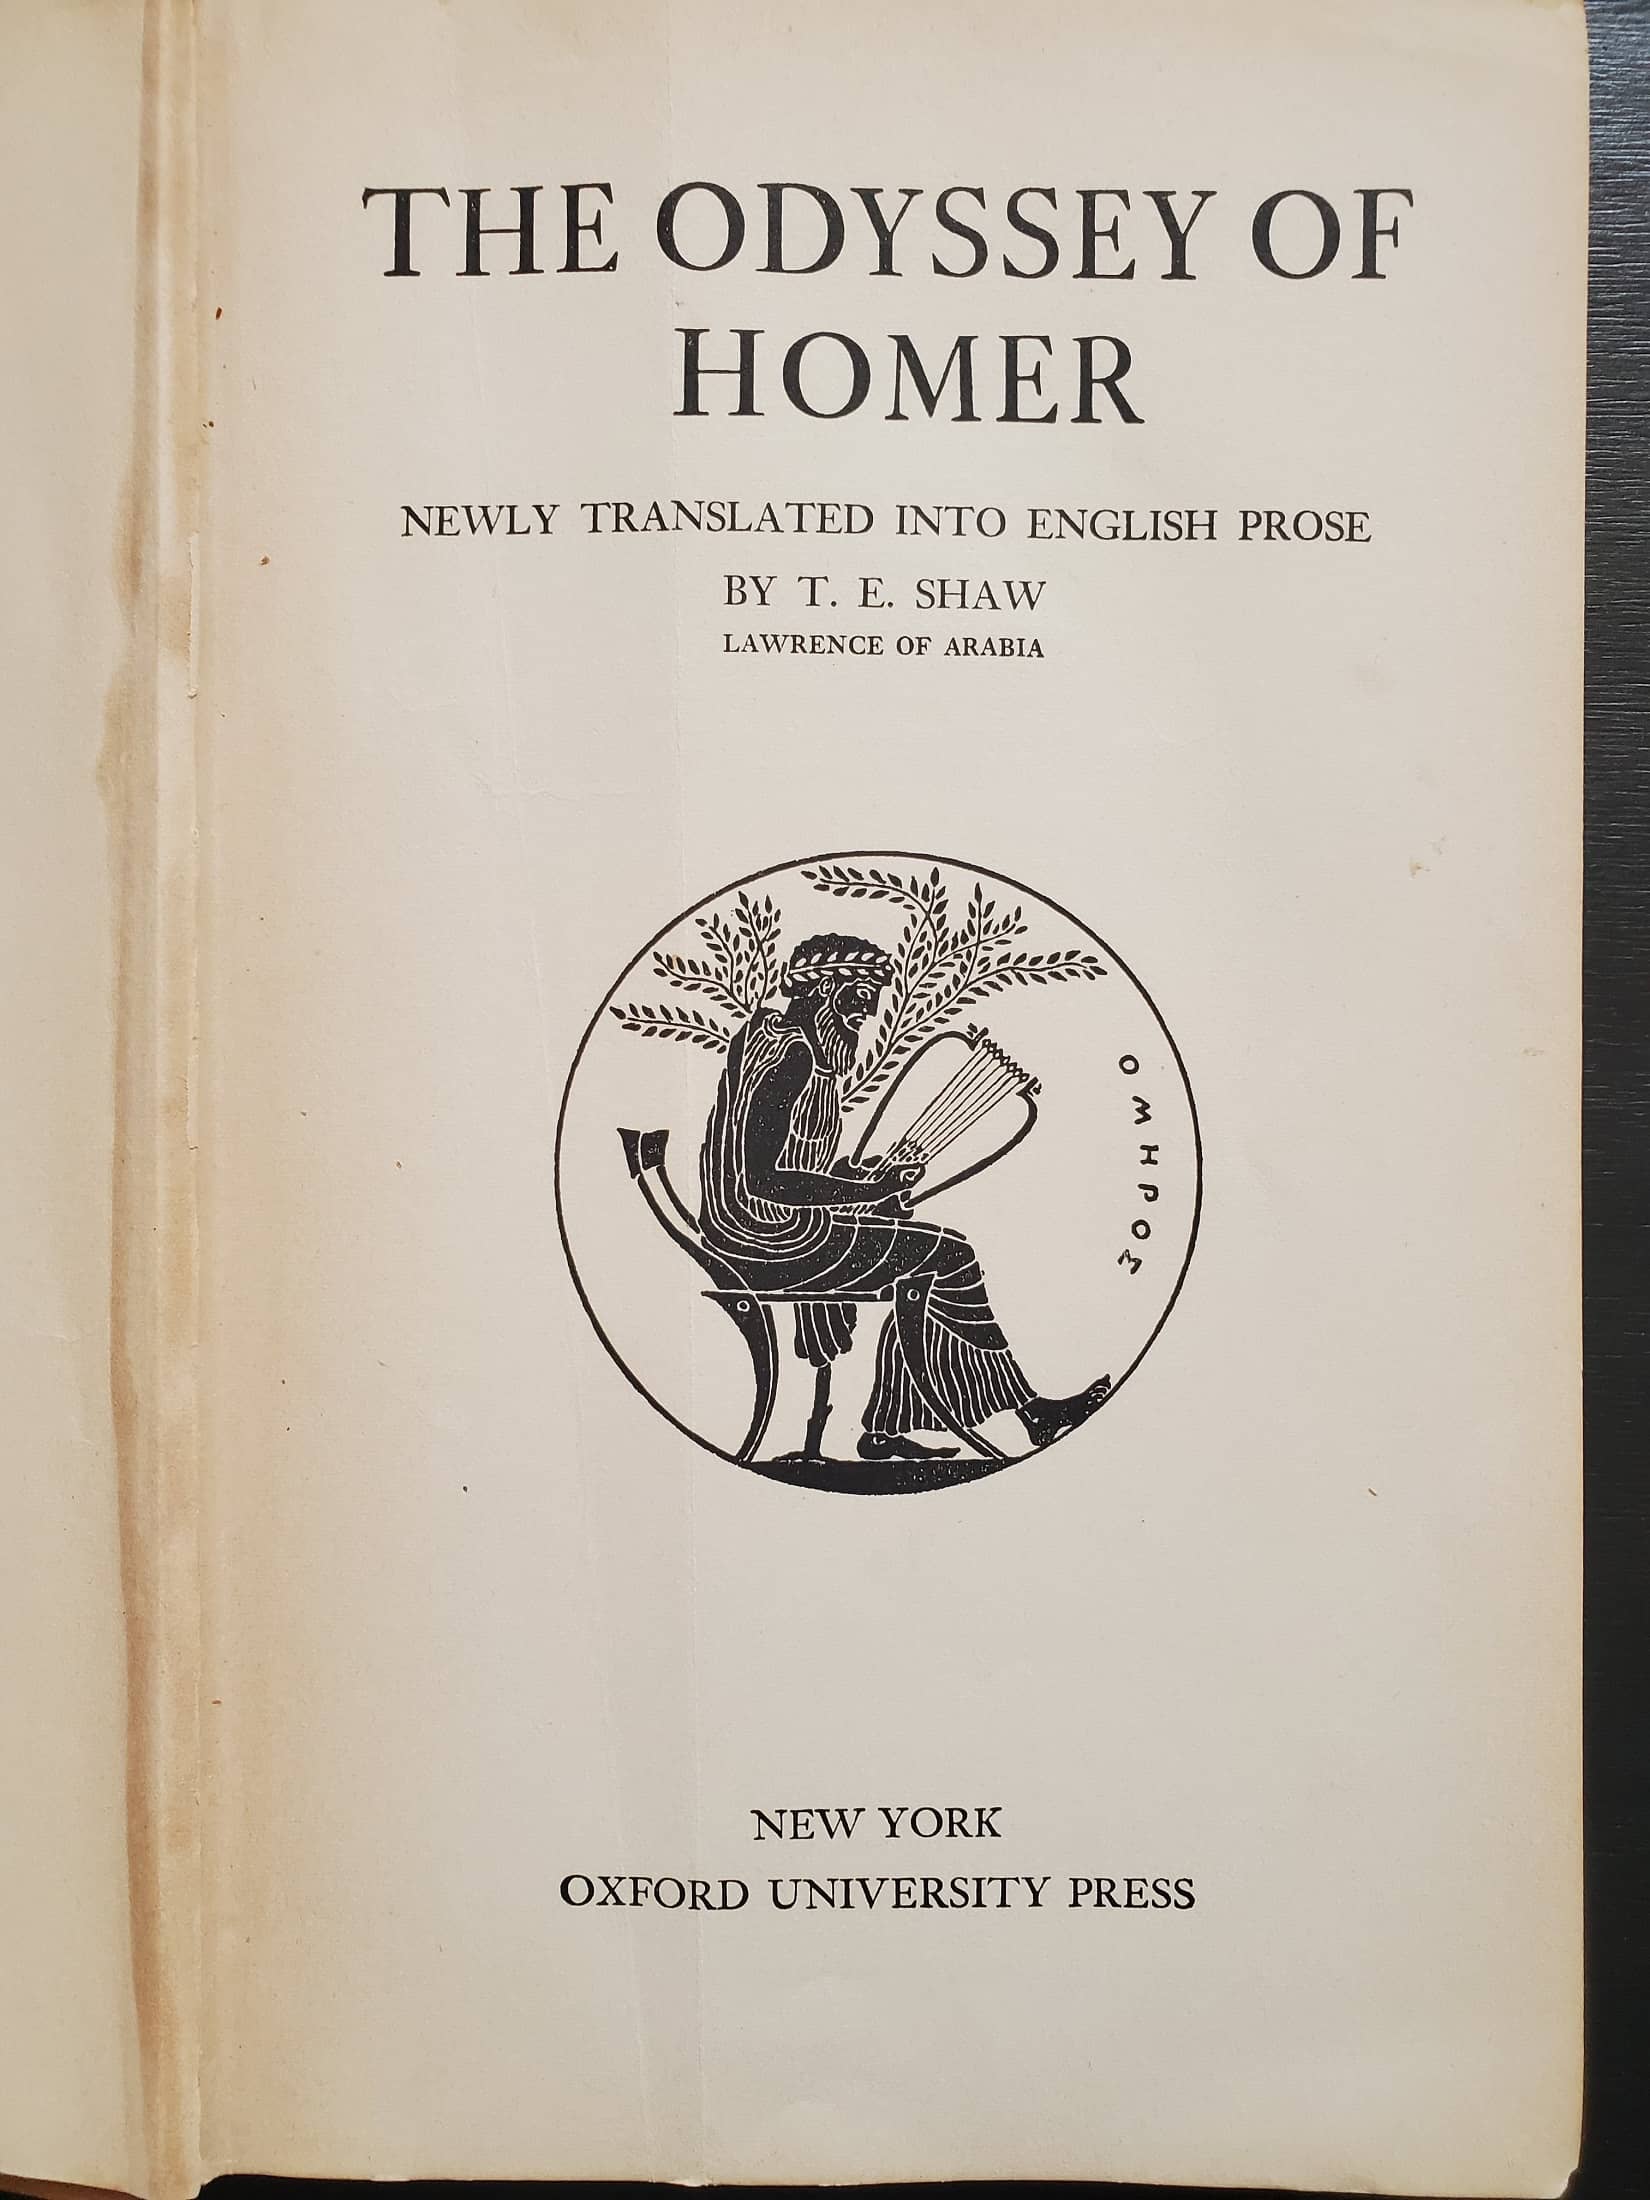 THE ODYSSEY OF
HOMER
NEWLY TRANSLATED INTO ENGLISH PROSE
BY T. E. SHAW
LAWRENCE OF ARABIA
ΟΜΗΡΟΣ
NEW YORK
OXFORD UNIVERSITY PRESS